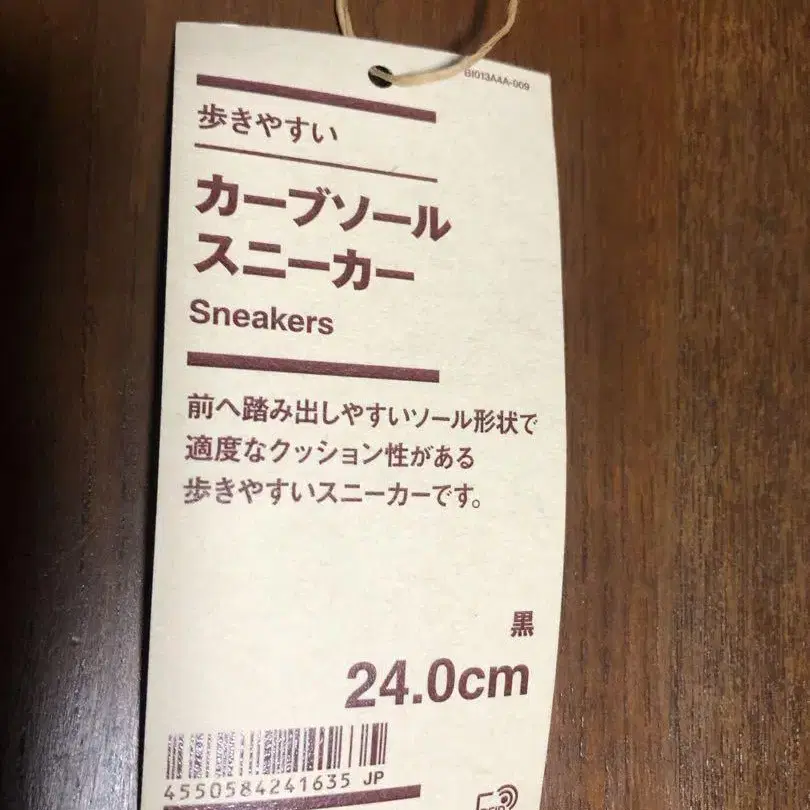 BI013A4A-009
歩きやすい
カーブソール
スニーカー
Sneakers
前へ踏み出しやすいソール形状で
適度なクッション性がある
歩きやすいスニーカーです。
黒
24.0cm
4550584241635 JP